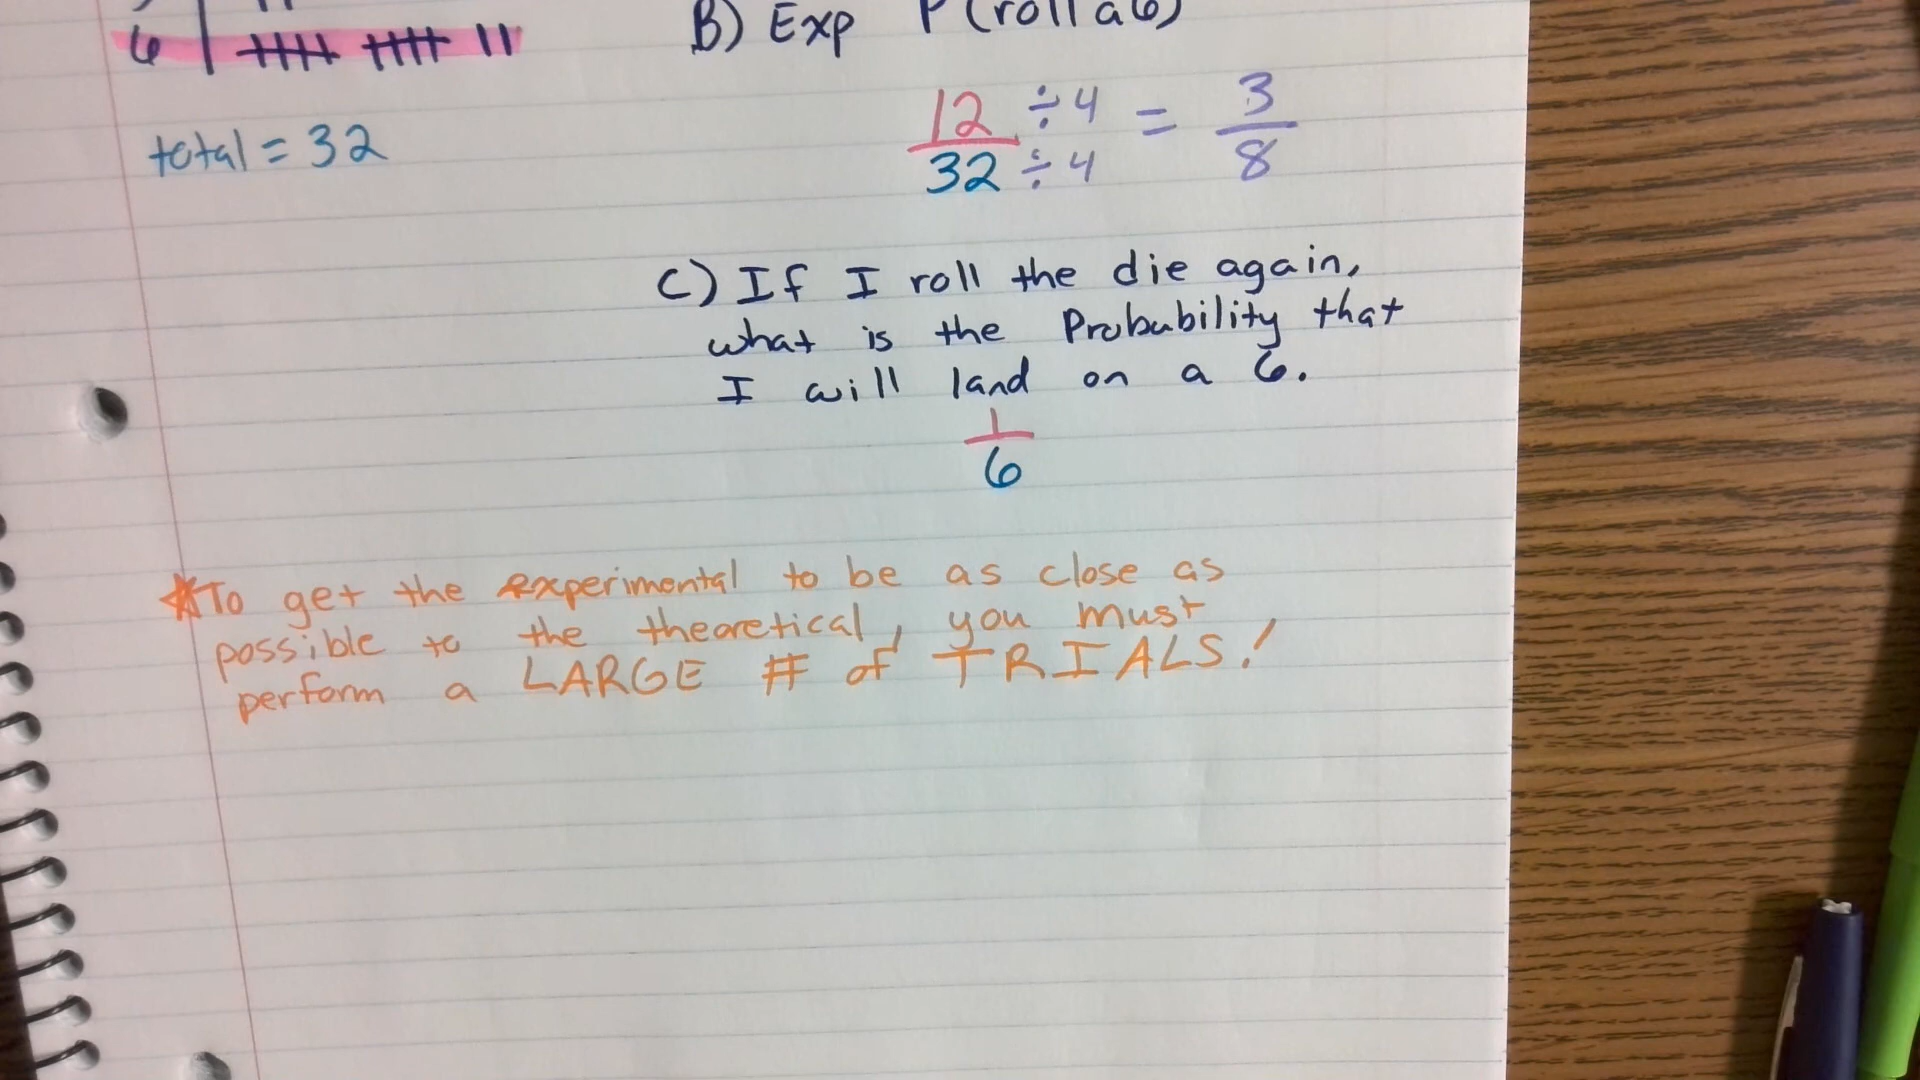 B) Exp P(roll a 6)
6 | 𝍸 𝍸 11
12 ÷ 4 = 3
32 ÷ 4 8
total = 32
C) If I roll the die again,
what is the Probability that
I will land on a 6.
1
6
*To get the experimental to be as close as
possible to the theoretical, you must
perform a LARGE # of TRIALS!